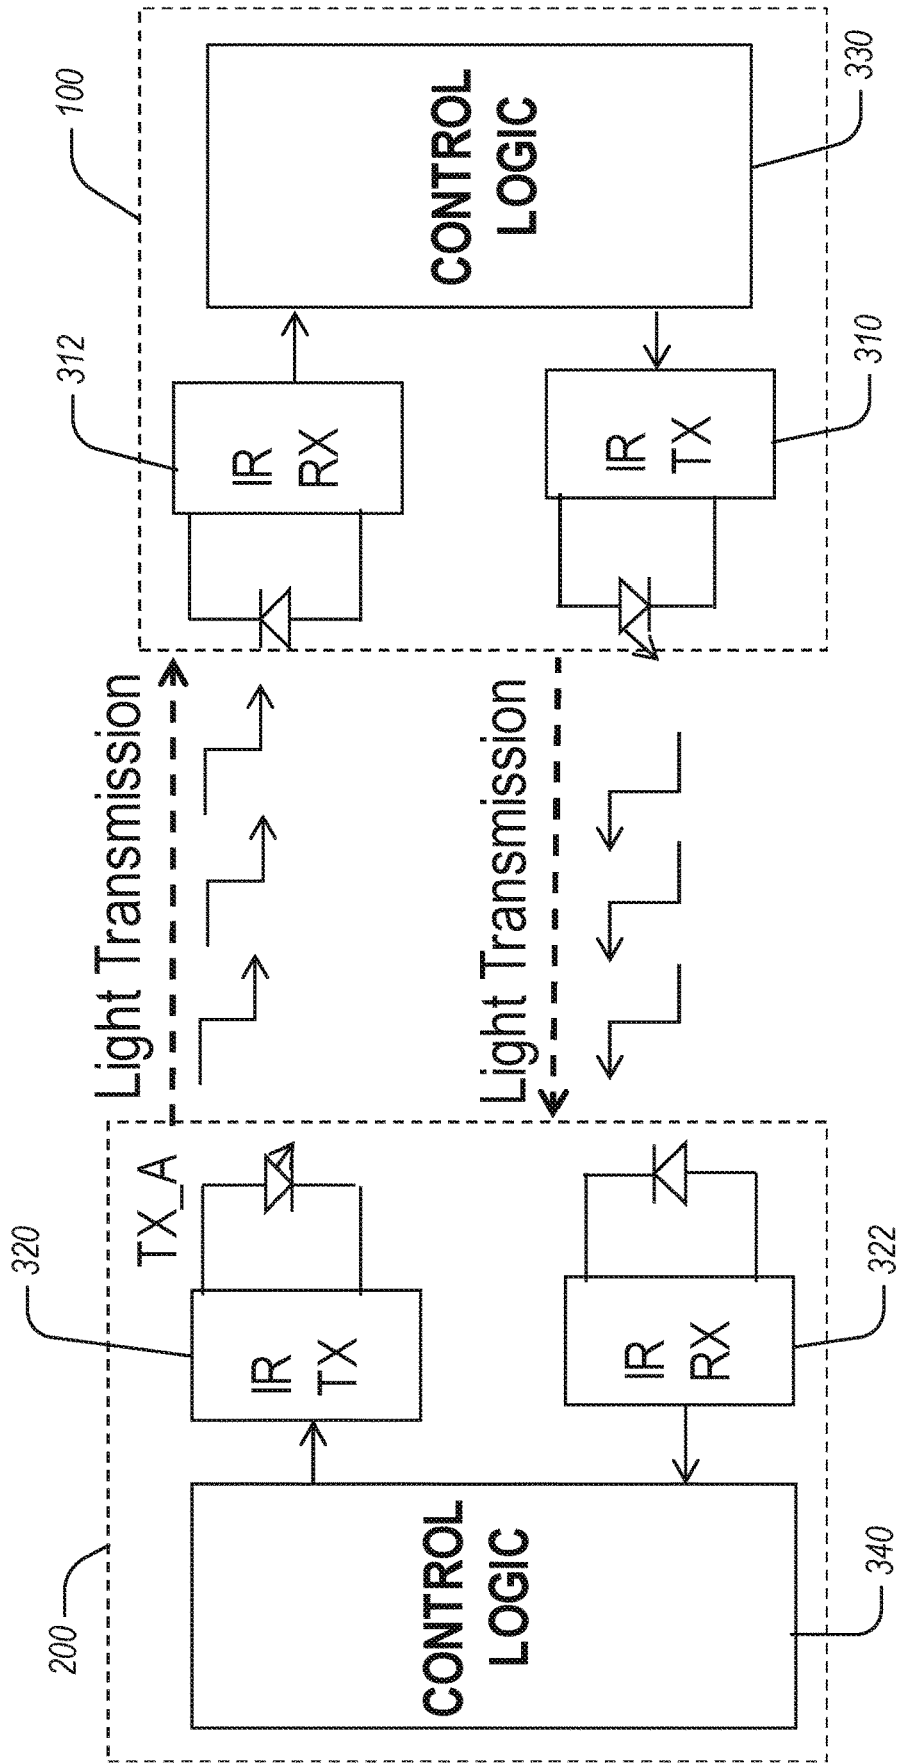 200
320
TX_A
Light Transmission
312
100
CONTROL
LOGIC
IR
TX
IR
RX
CONTROL
LOGIC
Light Transmission
IR
RX
IR
TX
340
322
310
330